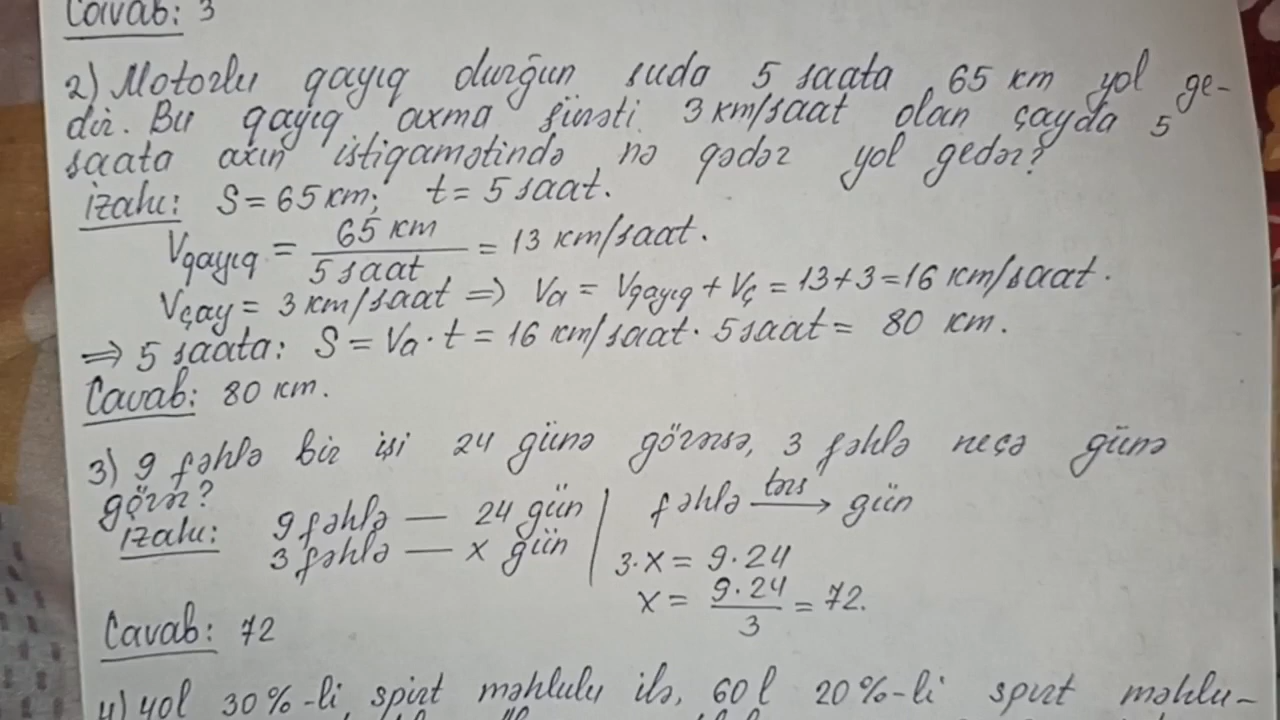 Cavab: 3
2) Motorlu qayıq durğun suda 5 saata 65 km yol ge-
dir. Bu qayıq axma sürəti 3 km/saat olan çayda 5
saata axın istiqamətində nə qədər yol gedər?
İzahı: S = 65 km; t = 5 saat.
Vqayıq = 65 km / 5 saat = 13 km/saat.
Vçay = 3 km/saat ⇒ Va = Vqayıq + Vç = 13+3=16 km/saat.
⇒ 5 saata: S = Va · t = 16 km/saat · 5 saat = 80 km.
Cavab: 80 km.
3) 9 fəhlə bir işi 24 günə görərsə, 3 fəhlə neçə günə
görər?
İzahı: 9 fəhlə — 24 gün | fəhlə tərs → gün
3 fəhlə — x gün | 3·x = 9·24
x = 9·24 / 3 = 72.
Cavab: 72
4) 40l 30%-li spirt məhlulu ilə, 60 l 20%-li spirt məhlu-